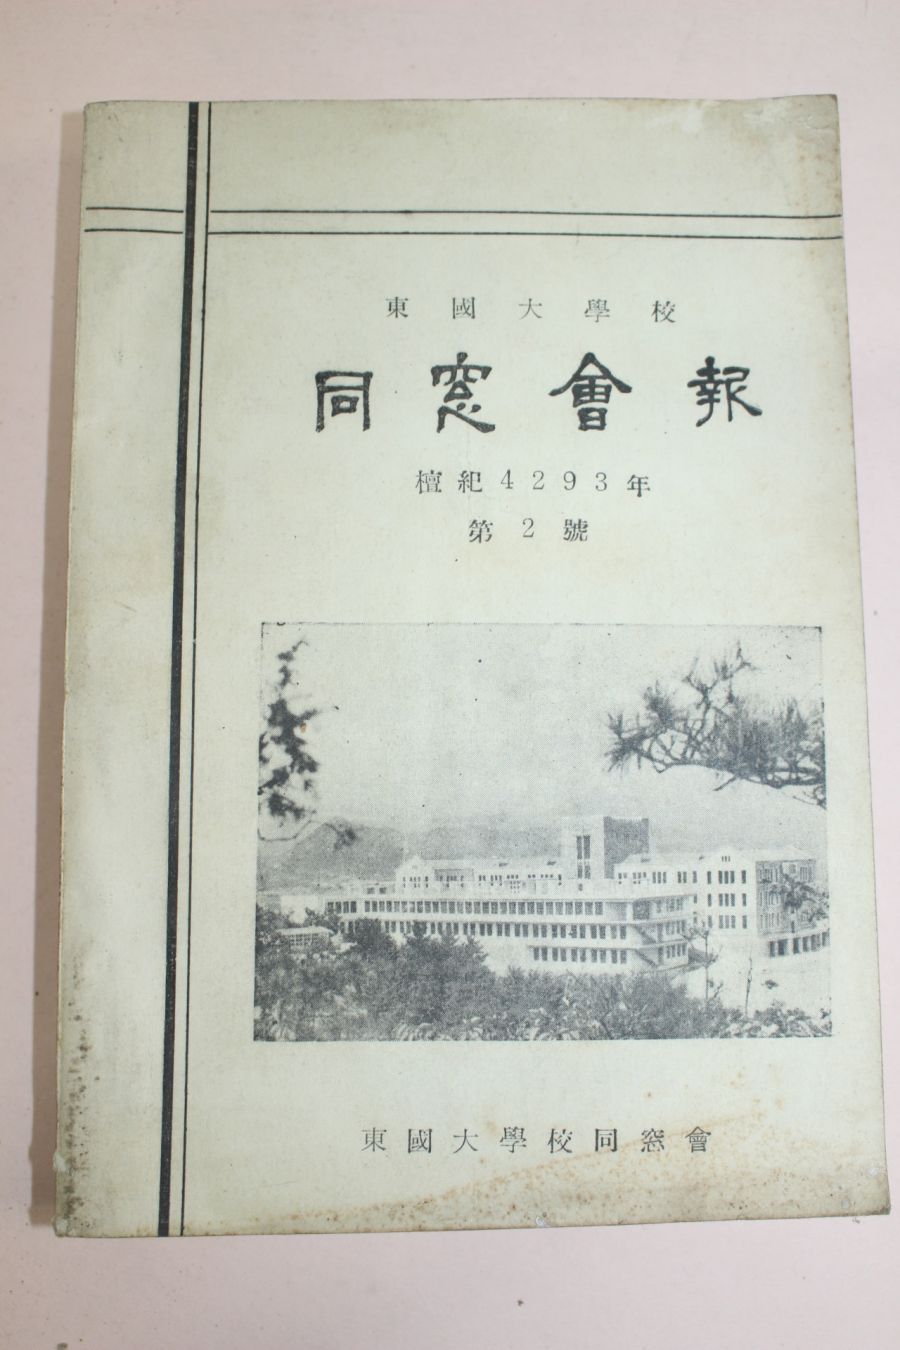 東國大學校
同窓會報
檀紀4293年
第2號
東國大學校同窓會